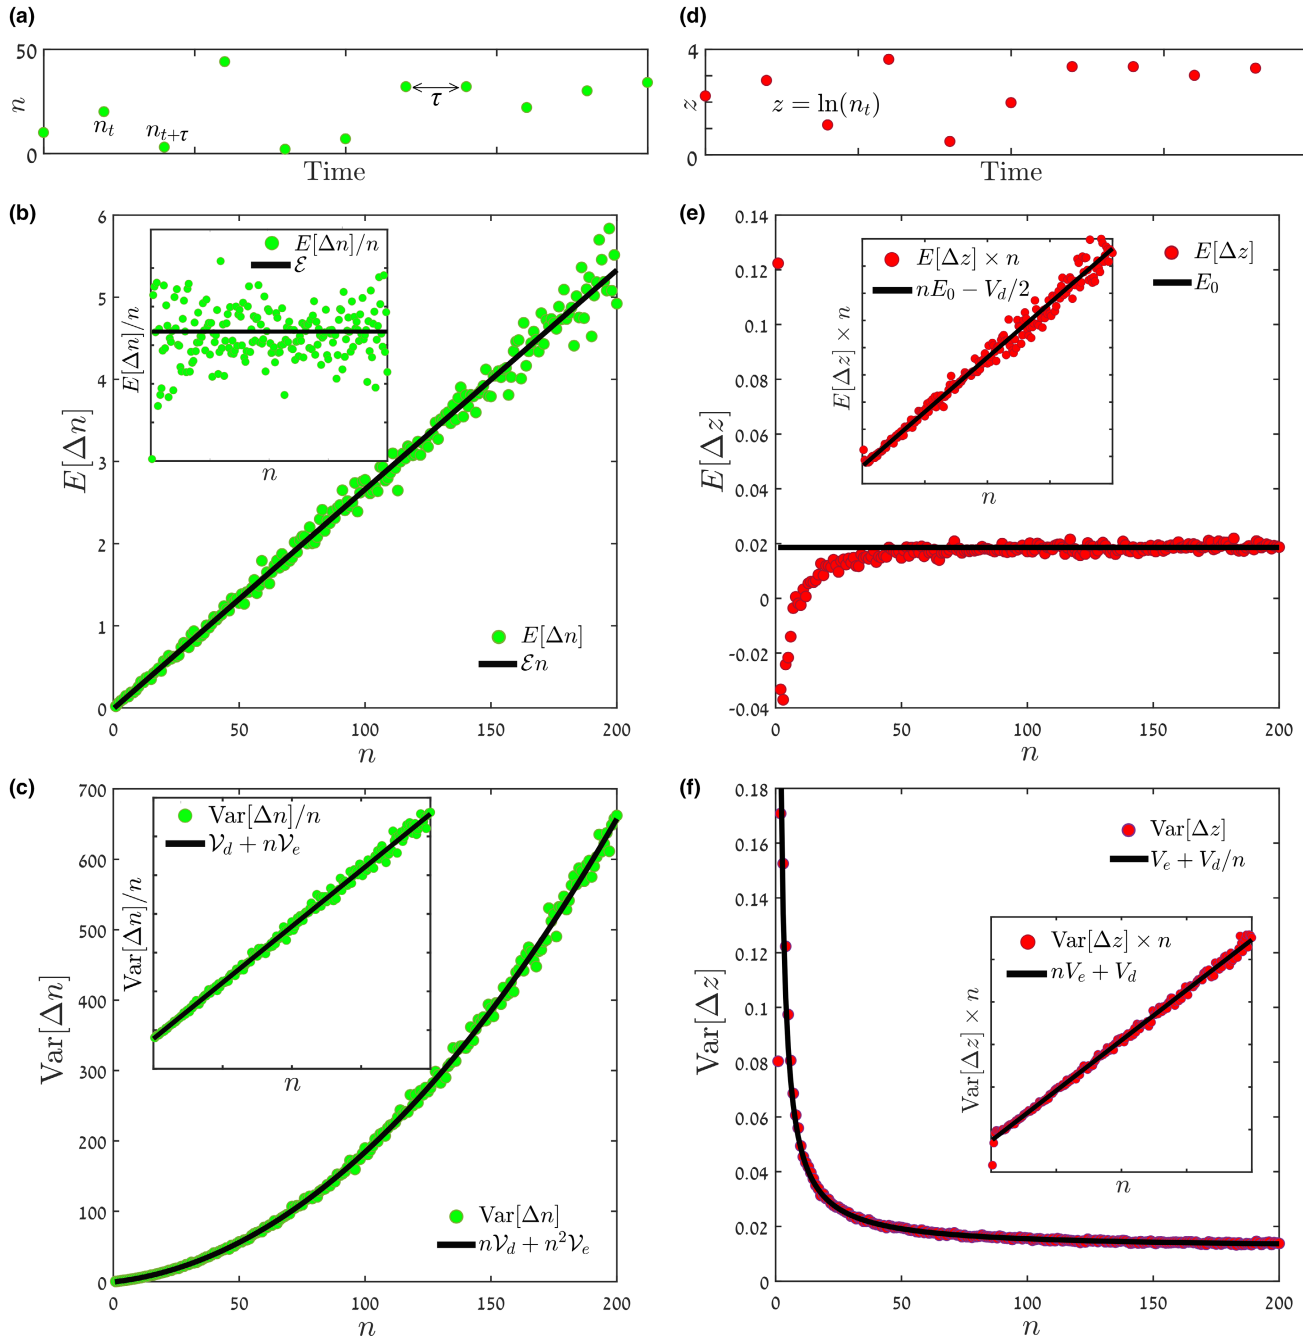 (a)
50
n
0
n_t
n_{t+τ}
τ
Time
(d)
4
z
0
z = ln(n_t)
Time
(b)
6
5
4
3
2
1
0
E[Δn]
E[Δn]/n
ℰ
E[Δn]/n
n
E[Δn]
ℰn
0
50
100
150
200
n
(e)
0.14
0.12
0.1
0.08
0.06
0.04
0.02
0
-0.02
-0.04
E[Δz]
E[Δz] × n
nE_0 − V_d/2
E[Δz] × n
n
E[Δz]
E_0
0
50
100
150
200
n
(c)
700
600
500
400
300
200
100
0
Var[Δn]
Var[Δn]/n
𝒱_d + n𝒱_e
Var[Δn]/n
n
Var[Δn]
n𝒱_d + n^2𝒱_e
0
50
100
150
200
n
(f)
0.18
0.16
0.14
0.12
0.1
0.08
0.06
0.04
0.02
0
Var[Δz]
Var[Δz]
V_e + V_d/n
Var[Δz] × n
nV_e + V_d
Var[Δz] × n
n
0
50
100
150
200
n